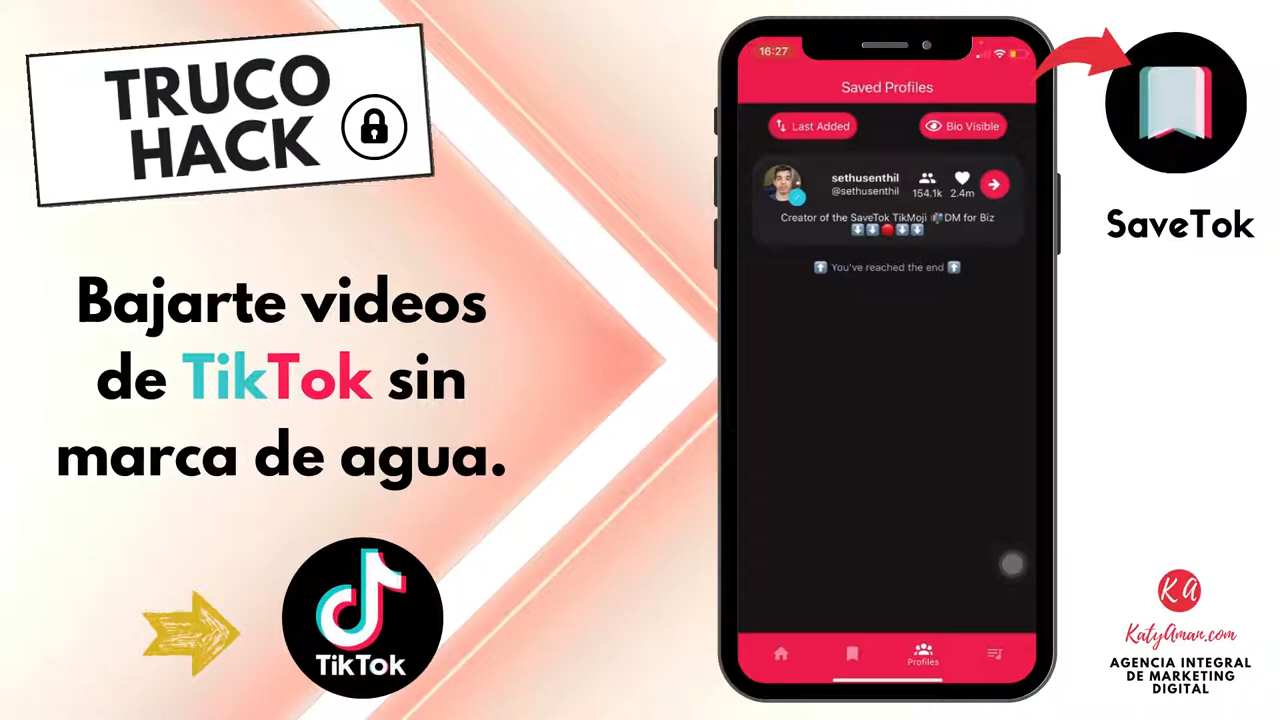 TRUCO
HACK
Bajarte videos
de TikTok sin
marca de agua.
TikTok
16:27
Saved Profiles
Last Added
Bio Visible
sethusenthil
@sethusenthil
154.1k
2.4m
Creator of the SaveTok TikMoji DM for Biz
You've reached the end
Profiles
SaveTok
KA
KatyAman.com
AGENCIA INTEGRAL
DE MARKETING
DIGITAL